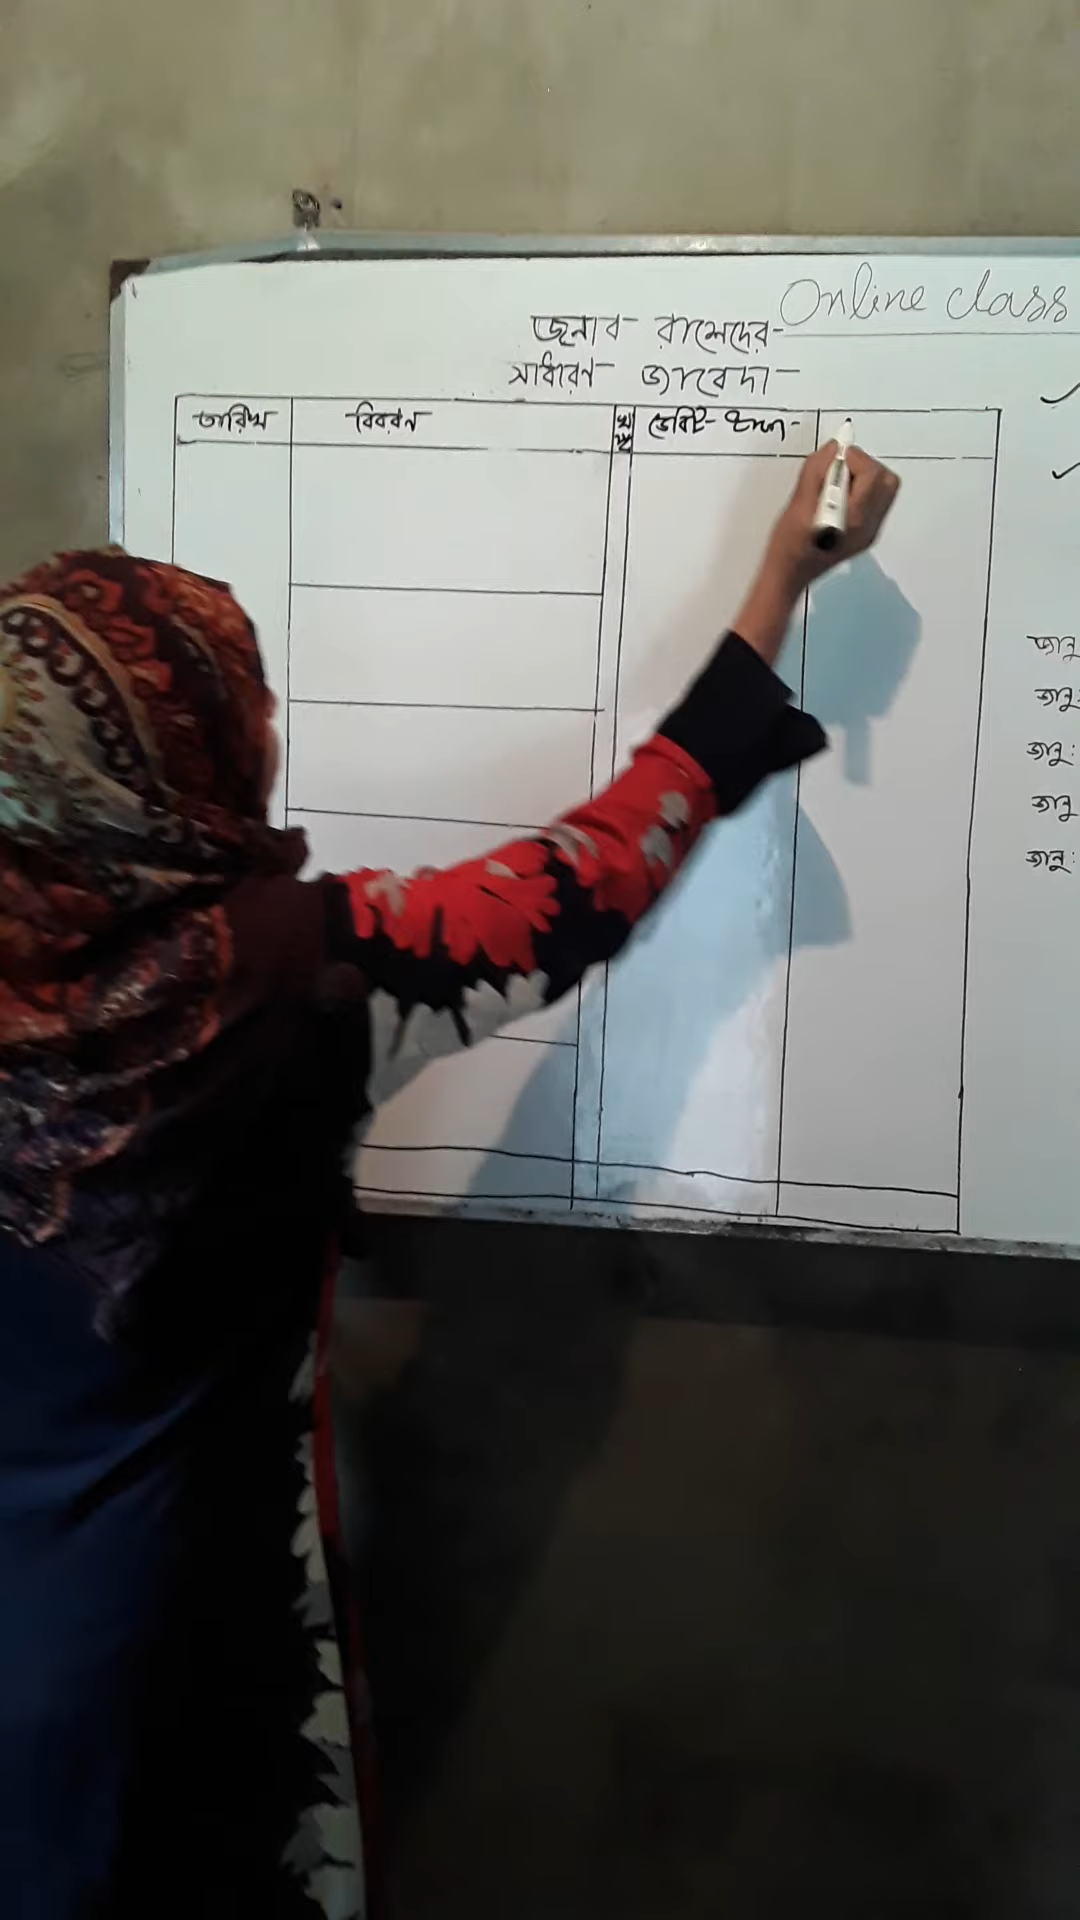 Online class
জনাব রাসেদের
সাধারণ জাবেদা
তারিখ বিবরণ খ পৃ ডেবিট টাকা
জানু
জানু:
জানু:
জানু
জানু: